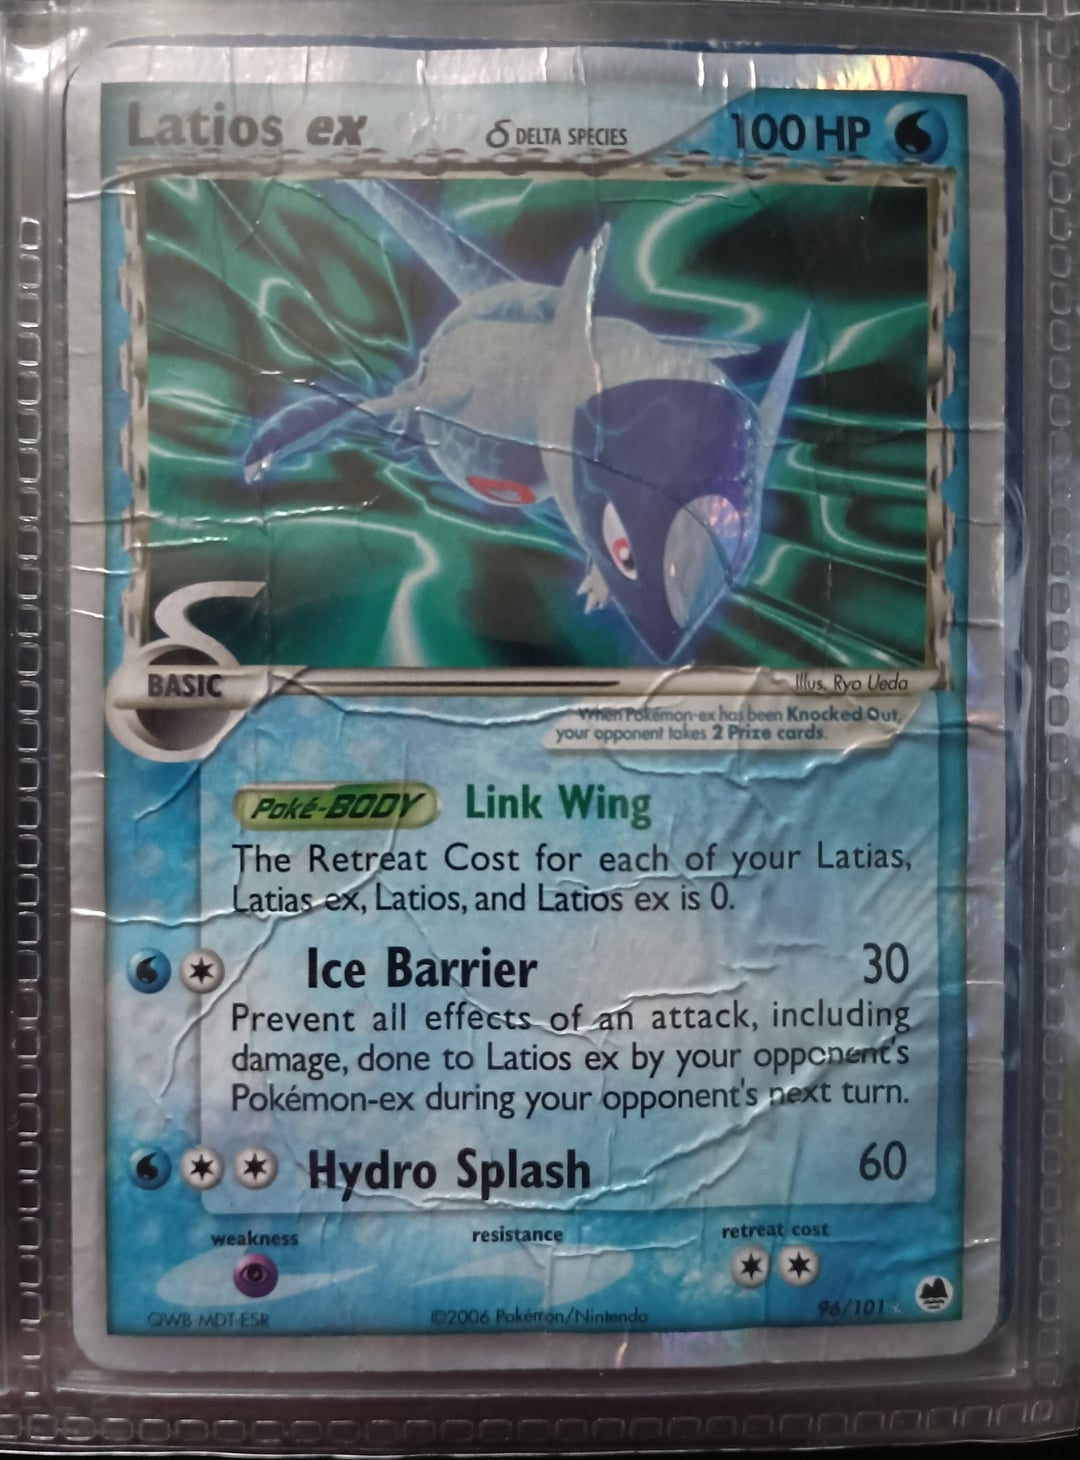 Latios ex
δ DELTA SPECIES
100 HP
BASIC
Illus. Ryo Ueda
When Pokémon-ex has been Knocked Out,
your opponent takes 2 Prize cards.
Poké-BODY Link Wing
The Retreat Cost for each of your Latias,
Latias ex, Latios, and Latios ex is 0.
Ice Barrier 30
Prevent all effects of an attack, including
damage, done to Latios ex by your opponent's
Pokémon-ex during your opponent's next turn.
Hydro Splash 60
weakness resistance retreat cost
QWB-MDT-ESR ©2006 Pokémon/Nintendo 96/101